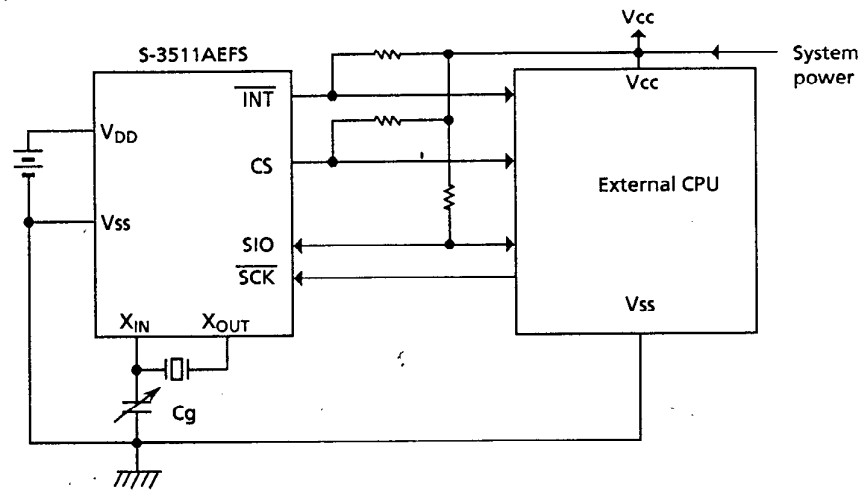 Vcc
S-3511AEFS
System
power
Vcc
INT
VDD
CS
External CPU
Vss
SIO
SCK
Vss
XIN
XOUT
Cg